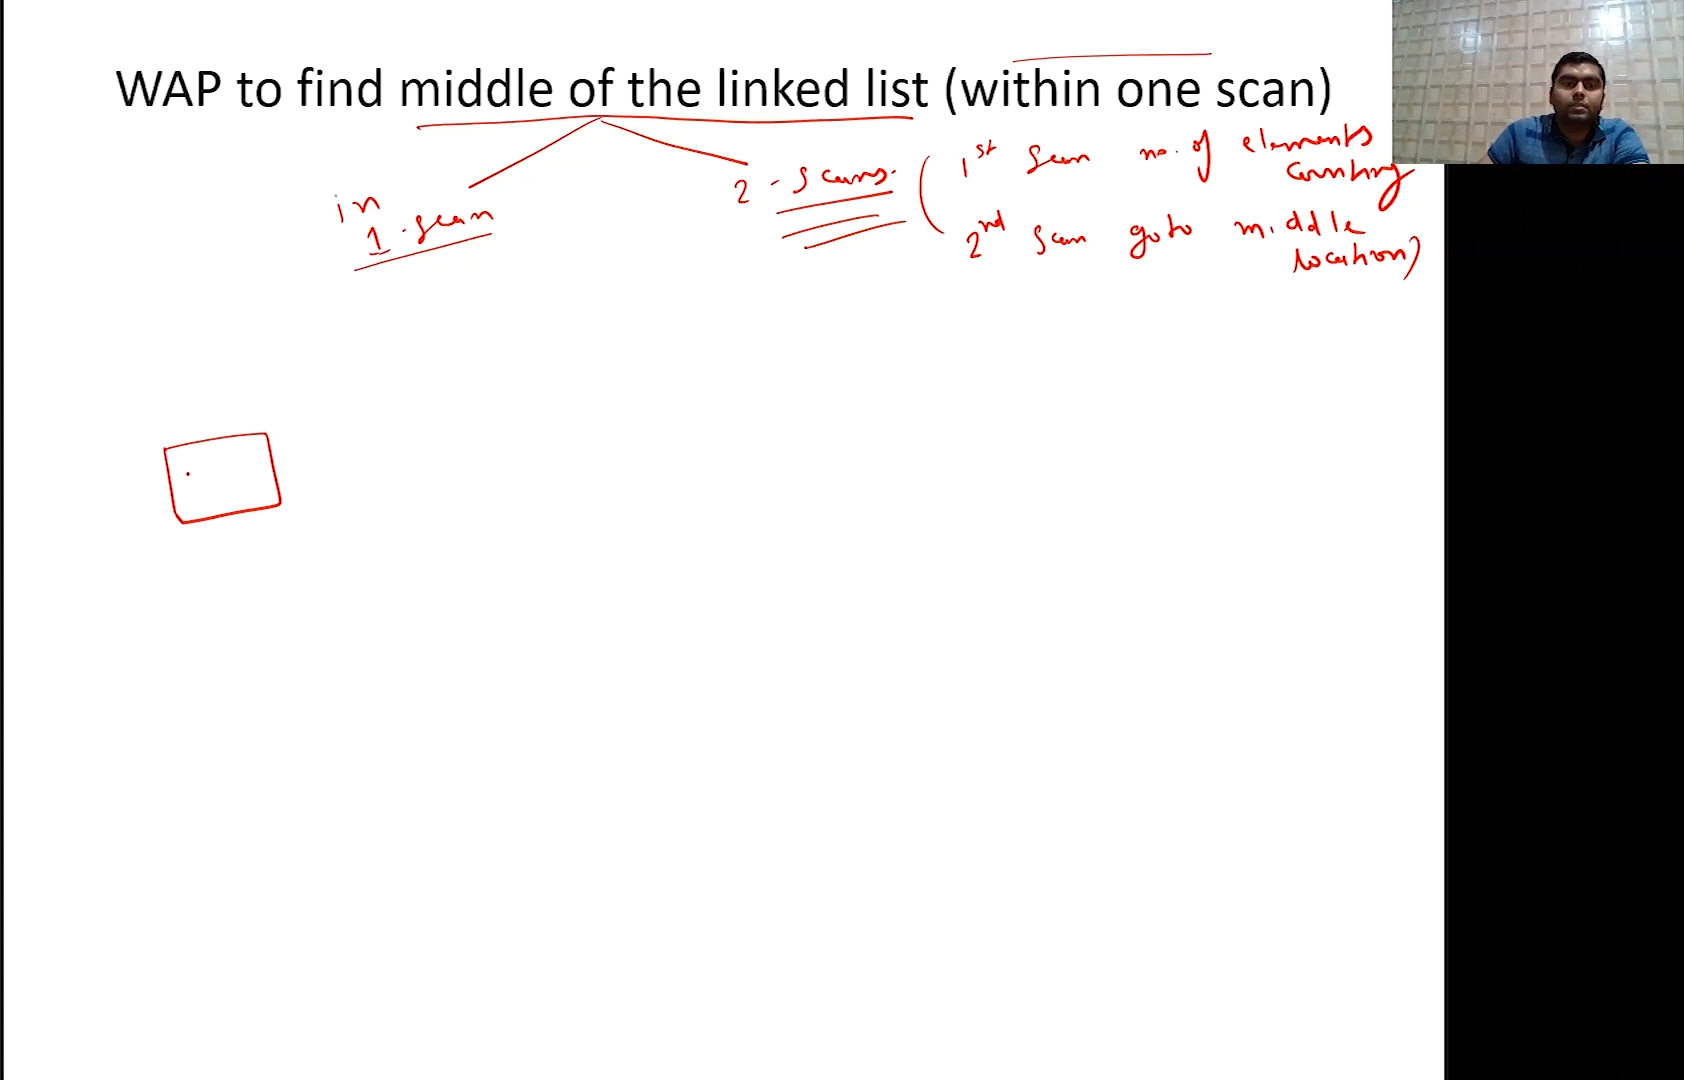 WAP to find middle of the linked list (within one scan)
in
1-scan
2-scans.
(1st scan no. of elements
counting
2nd scan goto middle
location)